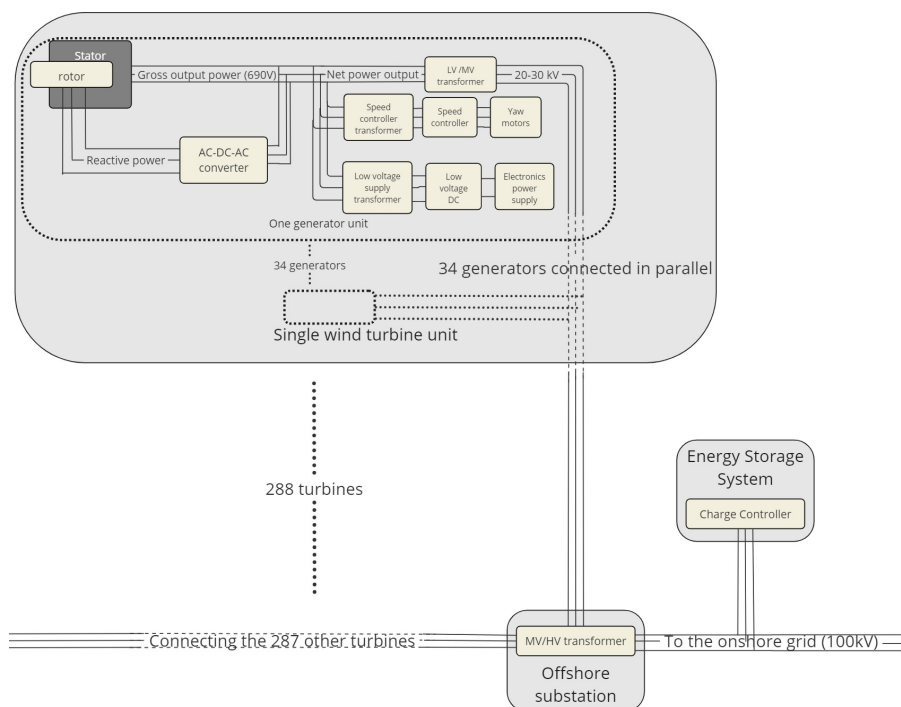 Stator
rotor
Gross output power (690V)
Net power output
LV /MV
transformer
20-30 kV
Speed
controller
transformer
Speed
controller
Yaw
motors
Reactive power
AC-DC-AC
converter
Low voltage
supply
transformer
Low
voltage
DC
Electronics
power
supply
One generator unit
34 generators
34 generators connected in parallel
Single wind turbine unit
288 turbines
Energy Storage
System
Charge Controller
Connecting the 287 other turbines
MV/HV transformer
To the onshore grid (100kV)
Offshore
substation